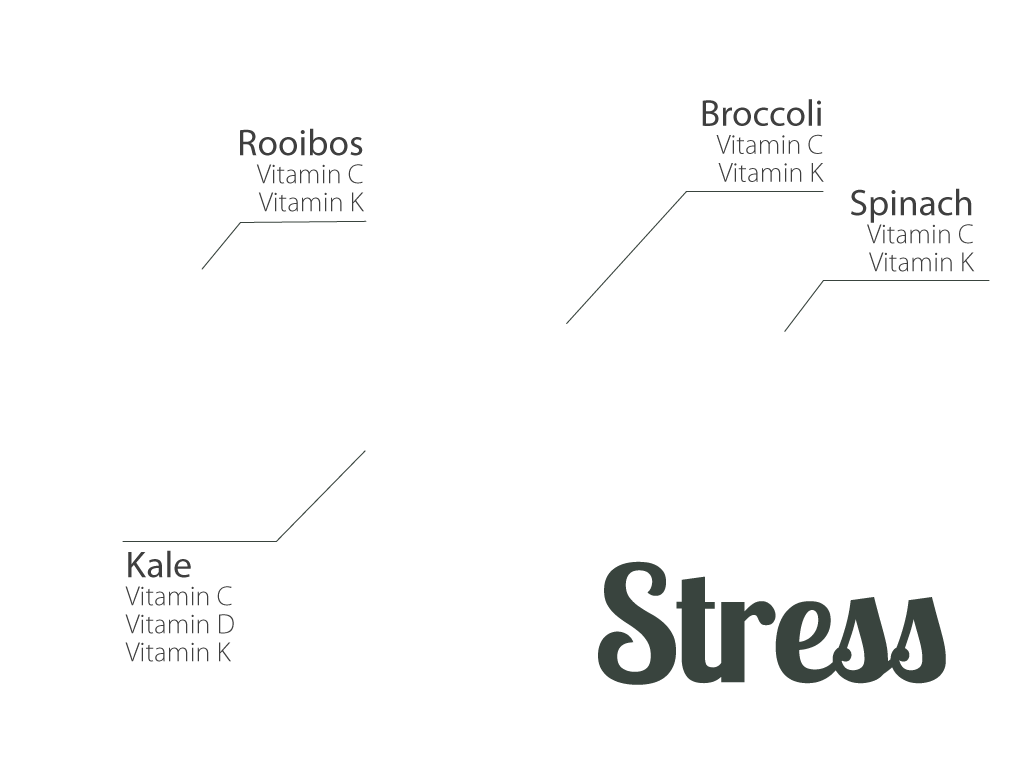 Rooibos
Vitamin C
Vitamin K
Broccoli
Vitamin C
Vitamin K
Spinach
Vitamin C
Vitamin K
Kale
Vitamin C
Vitamin D
Vitamin K
Stress